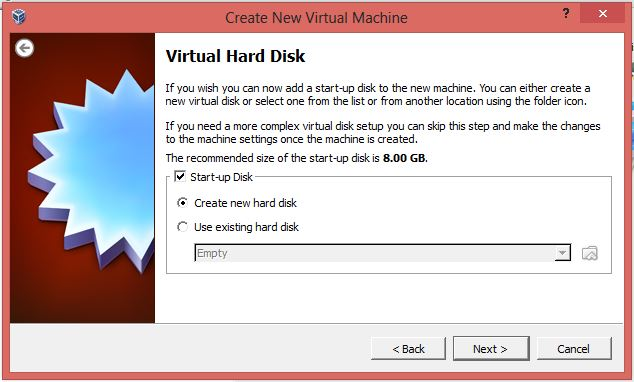 Create New Virtual Machine
?
Virtual Hard Disk
If you wish you can now add a start-up disk to the new machine. You can either create a
new virtual disk or select one from the list or from another location using the folder icon.
If you need a more complex virtual disk setup you can skip this step and make the changes
to the machine settings once the machine is created.
The recommended size of the start-up disk is 8.00 GB.
Start-up Disk
Create new hard disk
Use existing hard disk
Empty
< Back
Next >
Cancel